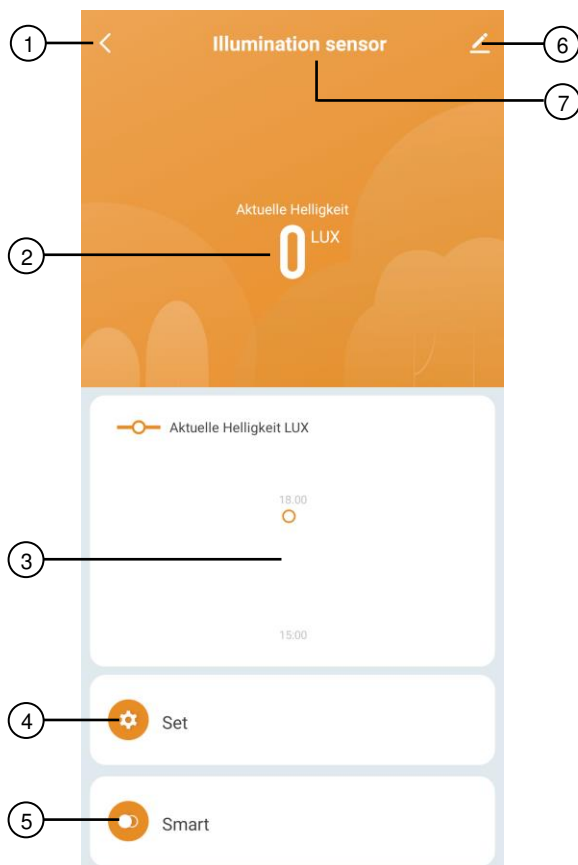 1
Illumination sensor
6
7
Aktuelle Helligkeit
0 LUX
2
Aktuelle Helligkeit LUX
18.00
3
15:00
4
Set
5
Smart